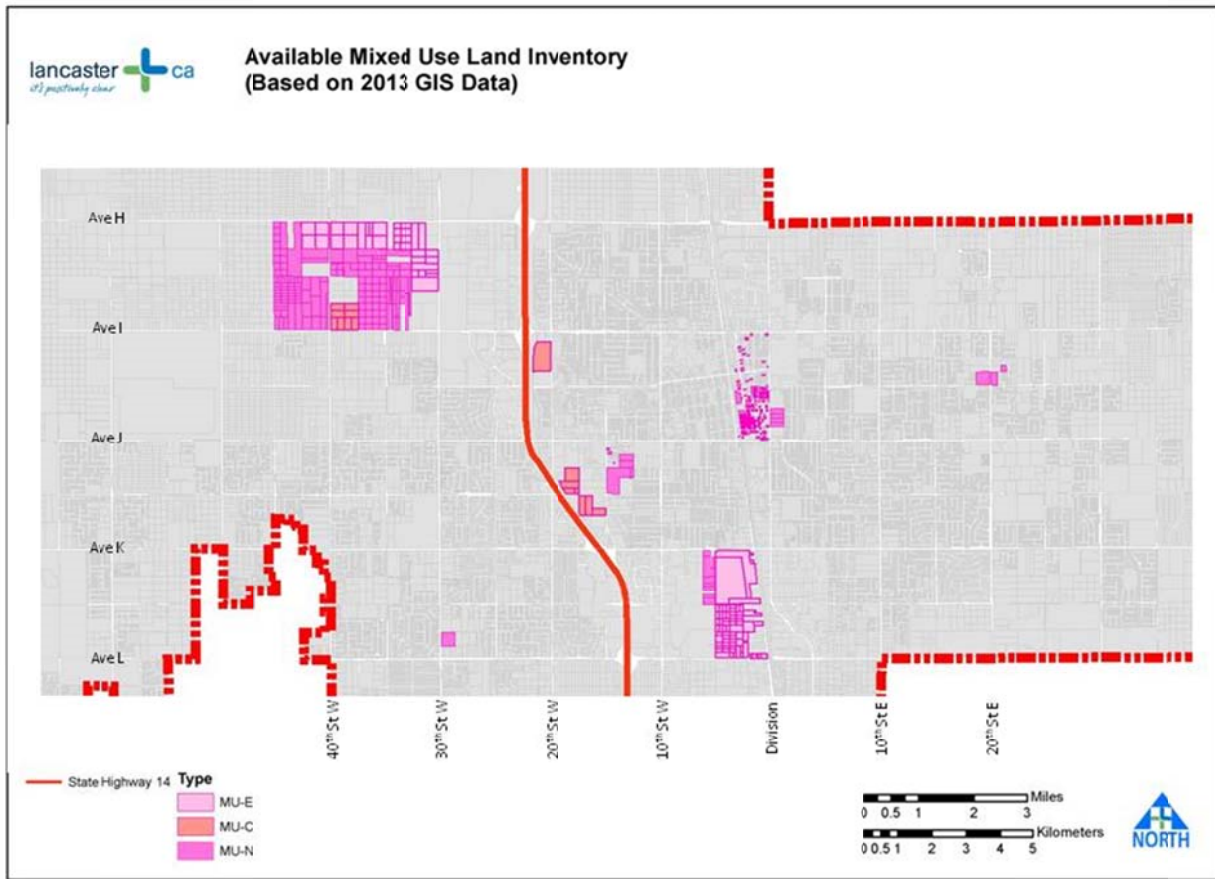 lancaster ca
it's positively clear
Available Mixed Use Land Inventory
(Based on 2013 GIS Data)
Ave H
Ave I
Ave J
Ave K
Ave L
40th St W
30th St W
20th St W
10th St W
Division
10th St E
20th St E
State Highway 14
Type
MU-E
MU-C
MU-N
Miles
0 0.5 1 2 3
Kilometers
0 0.5 1 2 3 4 5
NORTH